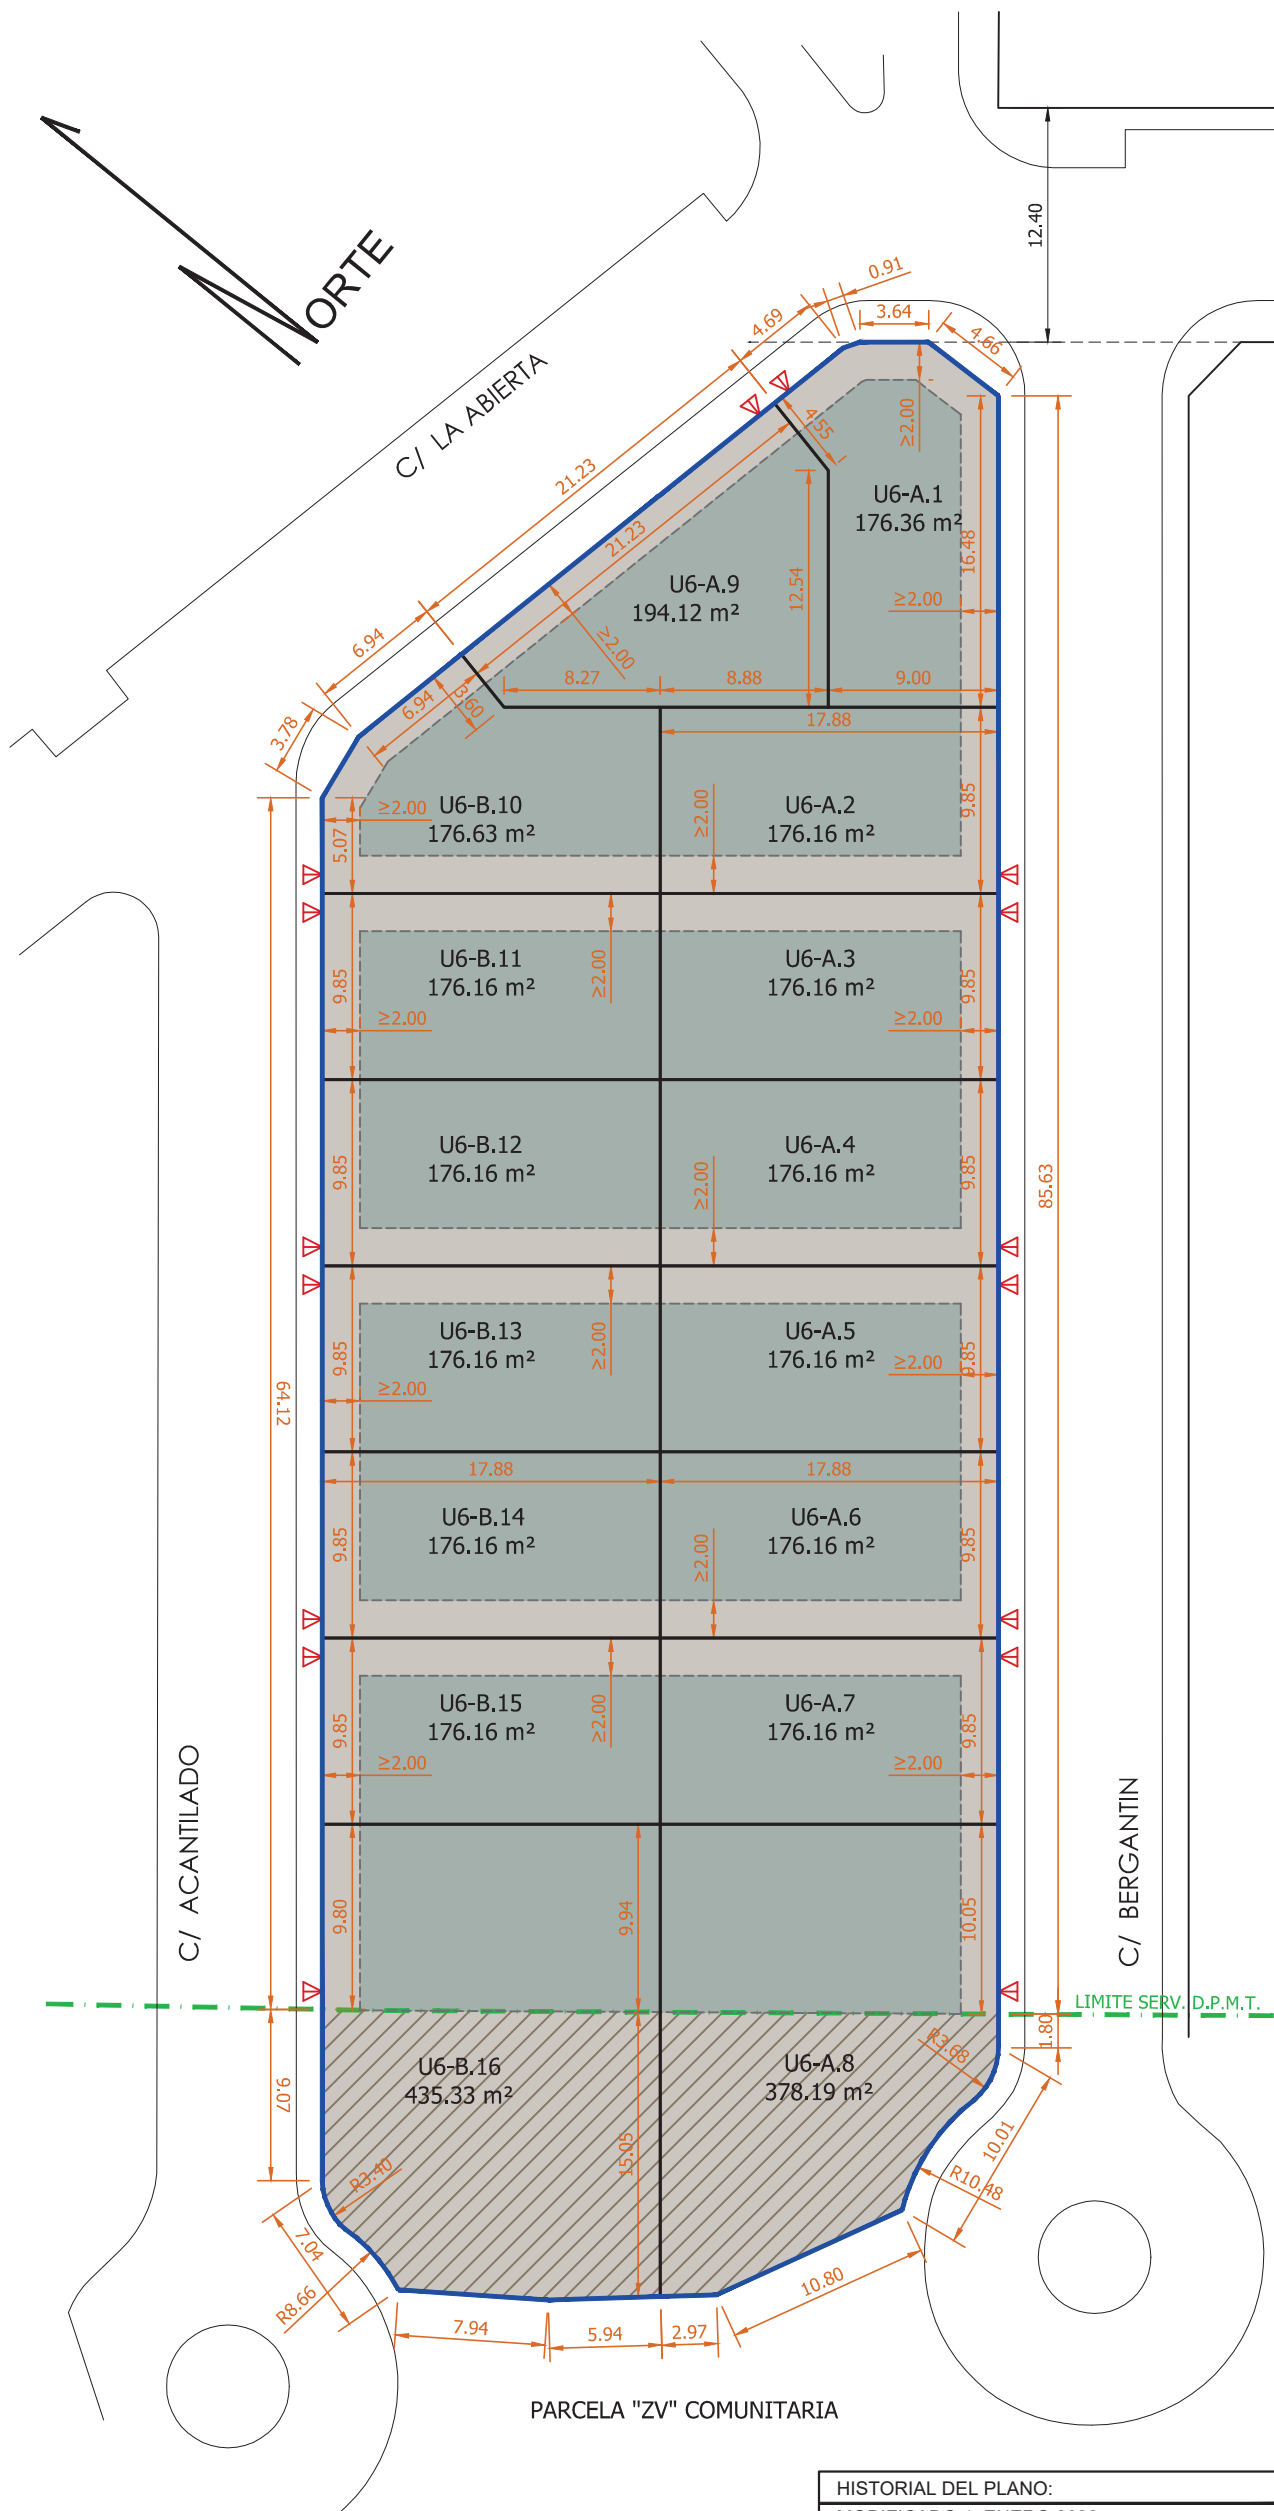 12.40
NORTE
0.91
4.69
3.64
4.66
C/ LA ABIERTA
≥2.00
4.55
21.23
21.23
U6-A.1
176.36 m²
16.48
U6-A.9
194.12 m²
12.54
≥2.00
≥2.00
6.94
8.27
8.88
9.00
6.94
3.60
17.88
3.78
U6-B.10
176.63 m²
≥2.00
5.07
≥2.00
U6-A.2
176.16 m²
9.85
U6-B.11
176.16 m²
9.85
≥2.00
≥2.00
U6-A.3
176.16 m²
9.85
≥2.00
U6-B.12
176.16 m²
9.85
≥2.00
U6-A.4
176.16 m²
9.85
85.63
U6-B.13
176.16 m²
9.85
≥2.00
≥2.00
U6-A.5
176.16 m²
9.85
≥2.00
64.12
17.88
17.88
U6-B.14
176.16 m²
9.85
≥2.00
U6-A.6
176.16 m²
9.85
U6-B.15
176.16 m²
9.85
≥2.00
≥2.00
U6-A.7
176.16 m²
9.85
≥2.00
C/ ACANTILADO
C/ BERGANTIN
9.80
9.94
10.05
LIMITE SERV. D.P.M.T.
1.80
R3.68
U6-B.16
435.33 m²
U6-A.8
378.19 m²
9.07
15.05
10.01
R3.40
R10.48
7.04
R8.66
10.80
7.94
5.94
2.97
PARCELA "ZV" COMUNITARIA
HISTORIAL DEL PLANO: